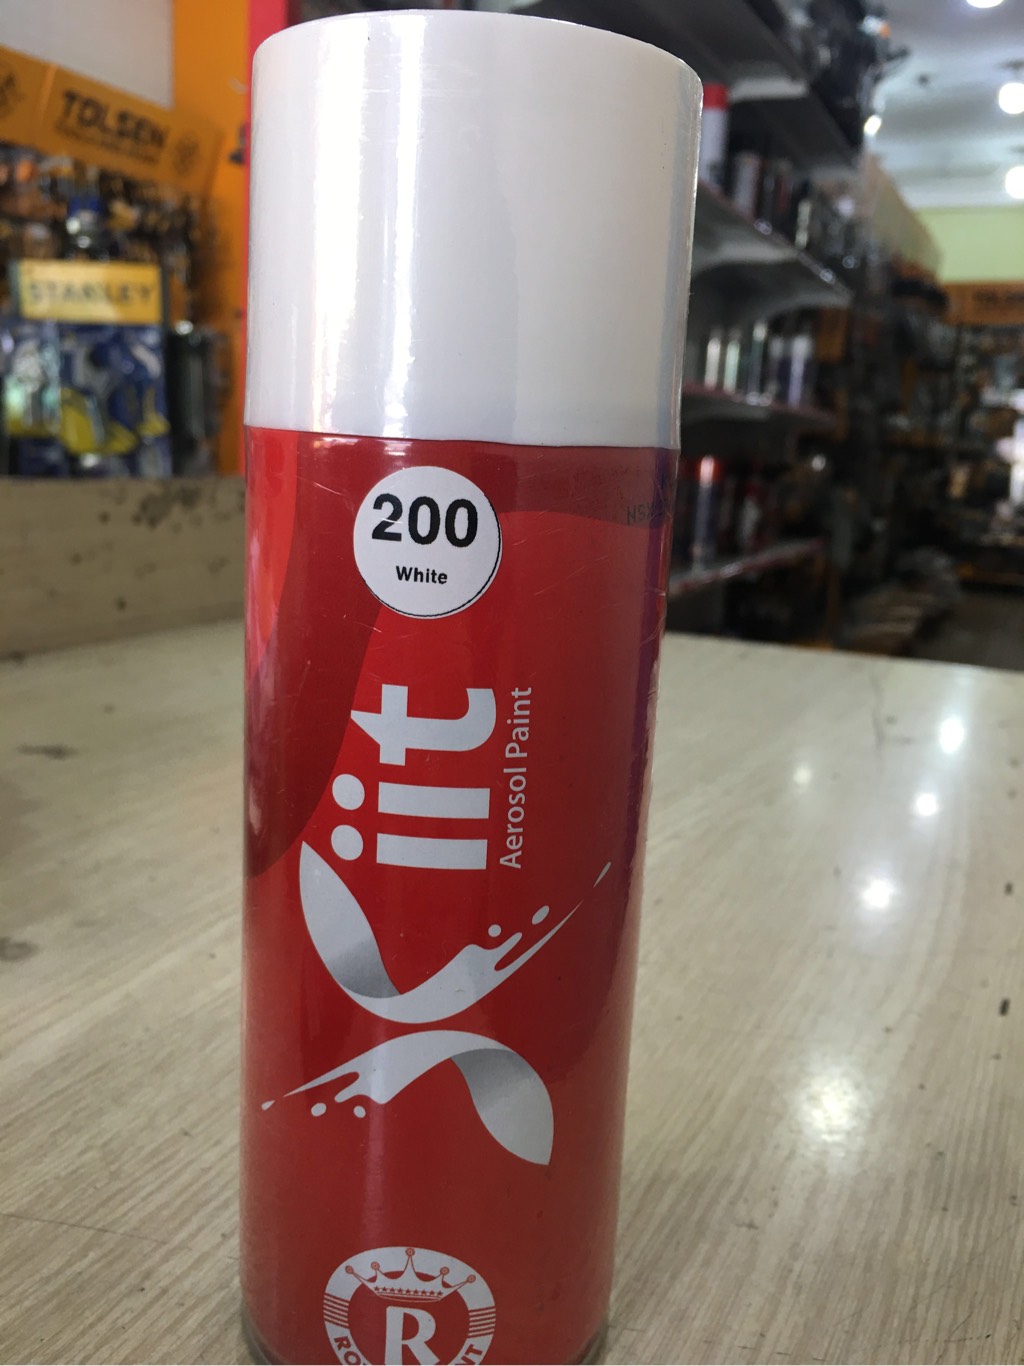 TOLSEN
STANLEY
200
White
Xiit
Aerosol Paint
R